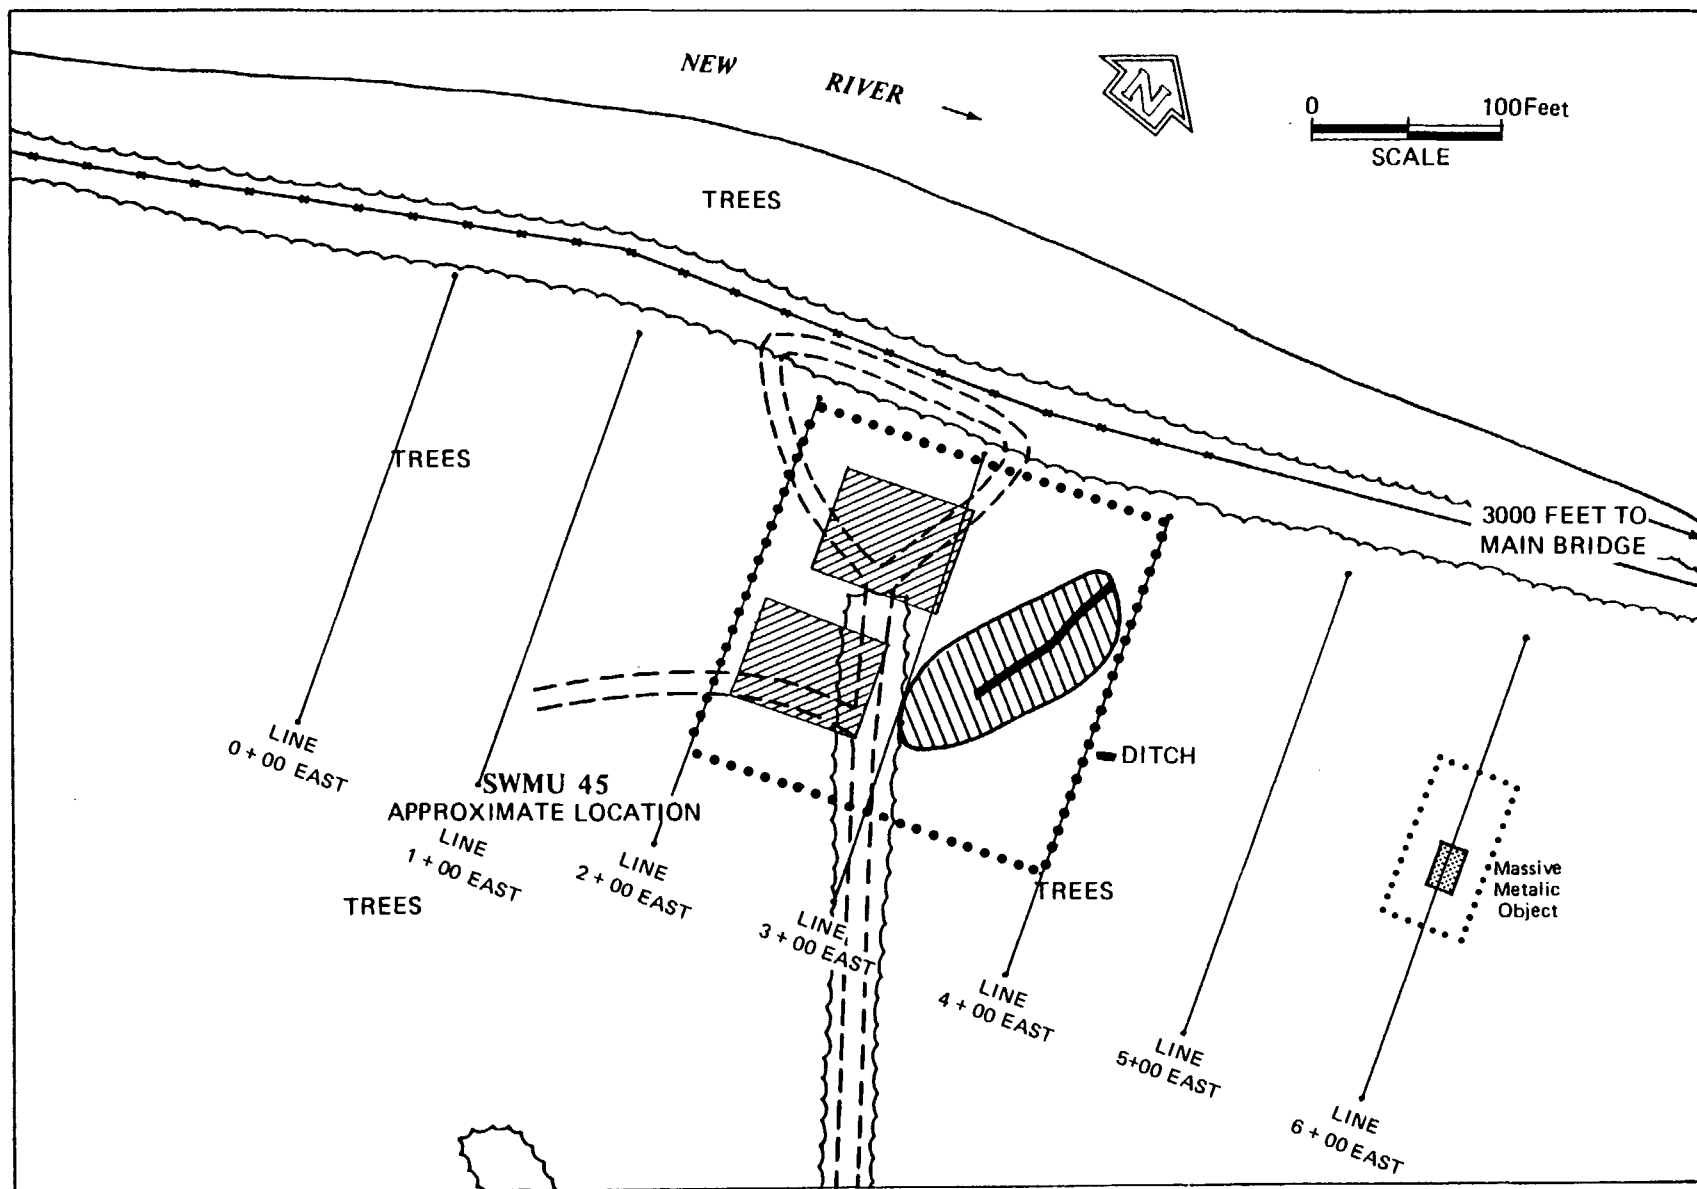 NEW RIVER
N
0 100 Feet
SCALE
TREES
TREES
3000 FEET TO
MAIN BRIDGE
LINE
0 + 00 EAST
SWMU 45
APPROXIMATE LOCATION
DITCH
LINE
1 + 00 EAST
LINE
2 + 00 EAST
TREES
TREES
Massive
Metalic
Object
LINE
3 + 00 EAST
LINE
4 + 00 EAST
LINE
5+00 EAST
LINE
6 + 00 EAST